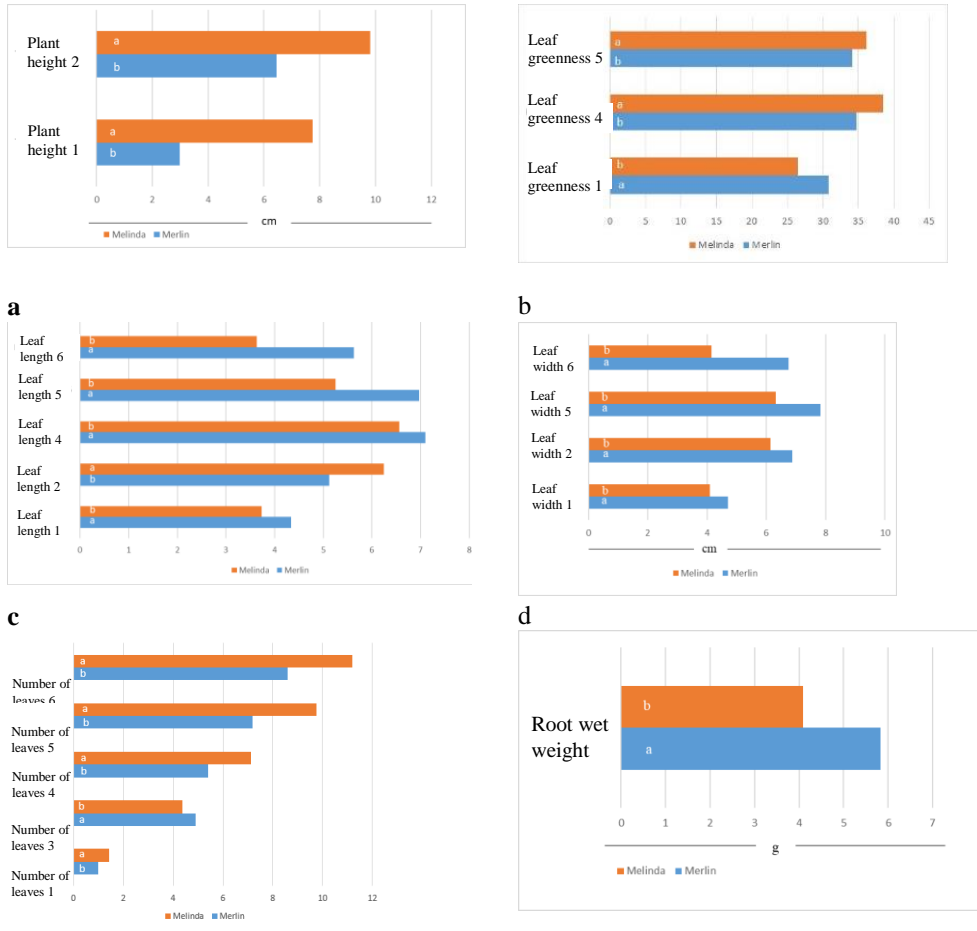 Plant
height 2
a
b
Plant
height 1
a
b
0 2 4 6 8 10 12
cm
Melinda Merlin
Leaf
greenness 5
a
b
Leaf
greenness 4
a
b
Leaf
greenness 1
b
a
0 5 10 15 20 25 30 35 40 45
Melinda Merlin
a
b
Leaf
length 6
b
a
Leaf
length 5
b
a
Leaf
length 4
b
a
Leaf
length 2
a
b
Leaf
length 1
b
a
0 1 2 3 4 5 6 7 8
Melinda Merlin
Leaf
width 6
b
a
Leaf
width 5
b
a
Leaf
width 2
b
a
Leaf
width 1
b
a
0 2 4 6 8 10
cm
Melinda Merlin
c
d
a
b
Number of
leaves 6
a
b
Number of
leaves 5
a
b
Number of
leaves 4
b
a
Number of
leaves 3
a
b
Number of
leaves 1
0 2 4 6 8 10 12
Melinda Merlin
Root wet
weight
b
a
0 1 2 3 4 5 6 7
g
Melinda Merlin